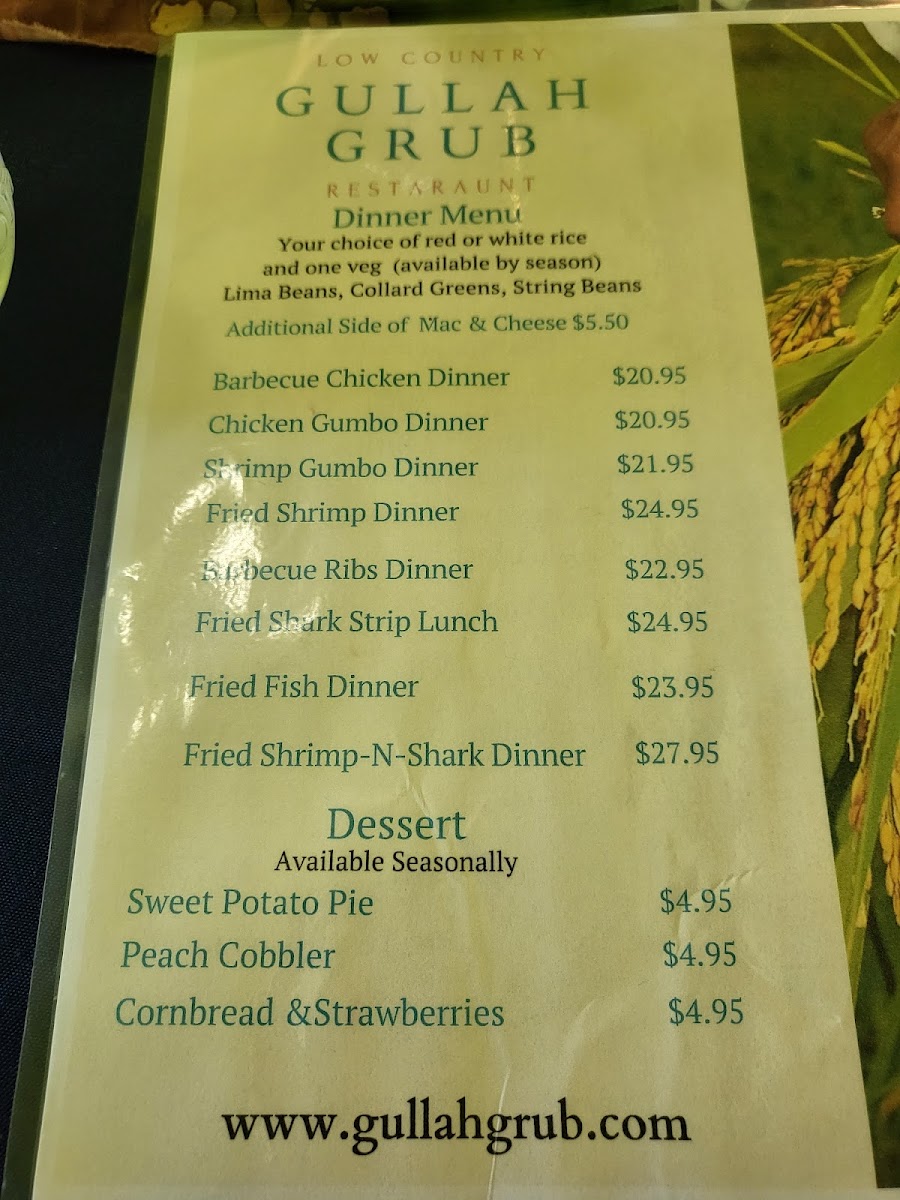 LOW COUNTRY
GULLAH
GRUB
RESTARAUNT
Dinner Menu
Your choice of red or white rice
and one veg (available by season)
Lima Beans, Collard Greens, String Beans
Additional Side of Mac & Cheese $5.50
Barbecue Chicken Dinner $20.95
Chicken Gumbo Dinner $20.95
Shrimp Gumbo Dinner $21.95
Fried Shrimp Dinner $24.95
Barbecue Ribs Dinner $22.95
Fried Shark Strip Lunch $24.95
Fried Fish Dinner $23.95
Fried Shrimp-N-Shark Dinner $27.95
Dessert
Available Seasonally
Sweet Potato Pie $4.95
Peach Cobbler $4.95
Cornbread &Strawberries $4.95
www.gullahgrub.com